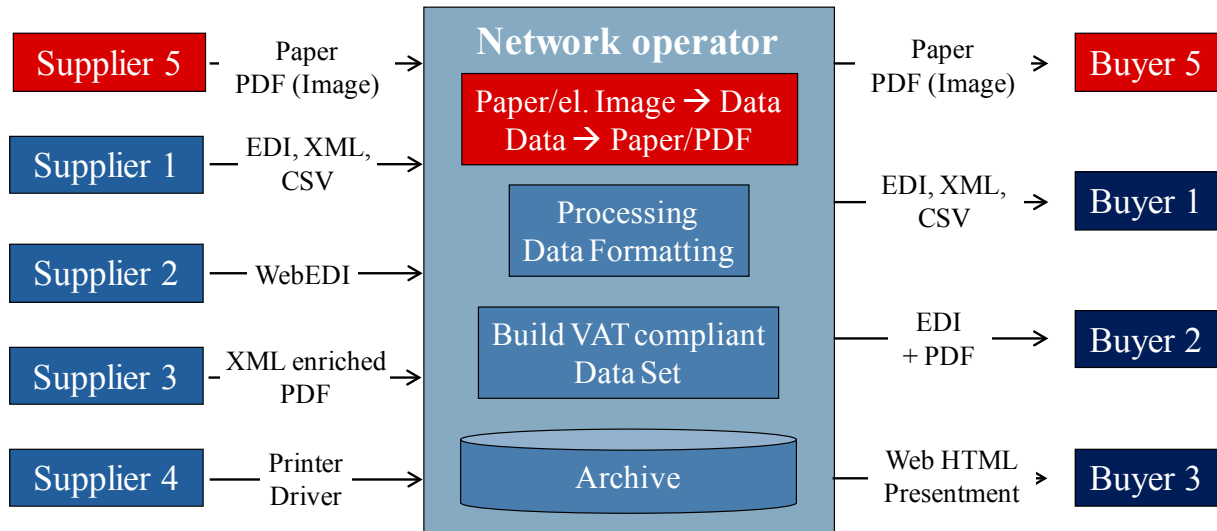 Network operator
Supplier 5
Paper
PDF (Image)
Paper/el. Image → Data
Data → Paper/PDF
Paper
PDF (Image)
Buyer 5
Supplier 1
EDI, XML,
CSV
Processing
Data Formatting
EDI, XML,
CSV
Buyer 1
Supplier 2
WebEDI
Build VAT compliant
Data Set
EDI
+ PDF
Buyer 2
Supplier 3
XML enriched
PDF
Supplier 4
Printer
Driver
Archive
Web HTML
Presentment
Buyer 3